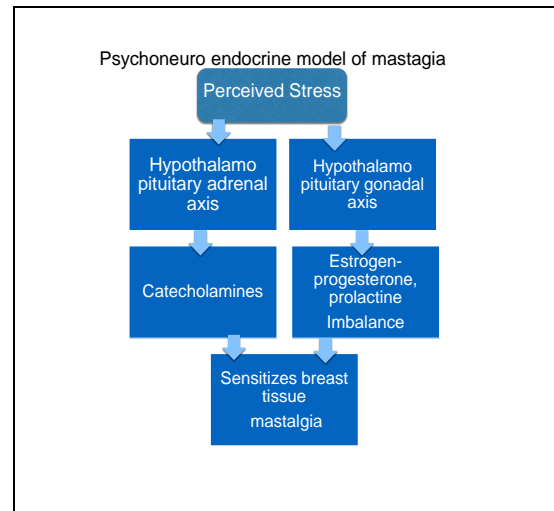 Psychoneuro endocrine model of mastagia
Perceived Stress
Hypothalamo
pituitary adrenal
axis
Hypothalamo
pituitary gonadal
axis
Catecholamines
Estrogen-
progesterone,
prolactine
Imbalance
Sensitizes breast
tissue
mastalgia